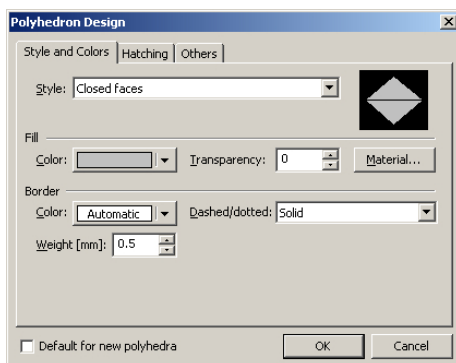 Polyhedron Design
Style and Colors Hatching Others
Style: Closed faces
Fill
Color: Transparency: 0 Material...
Border
Color: Automatic Dashed/dotted: Solid
Weight [mm]: 0.5
Default for new polyhedra OK Cancel